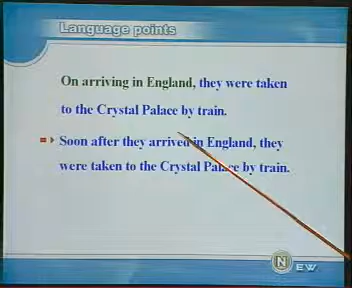 Language points
On arriving in England, they were taken
to the Crystal Palace by train.
Soon after they arrived in England, they
were taken to the Crystal Palace by train.
N EW